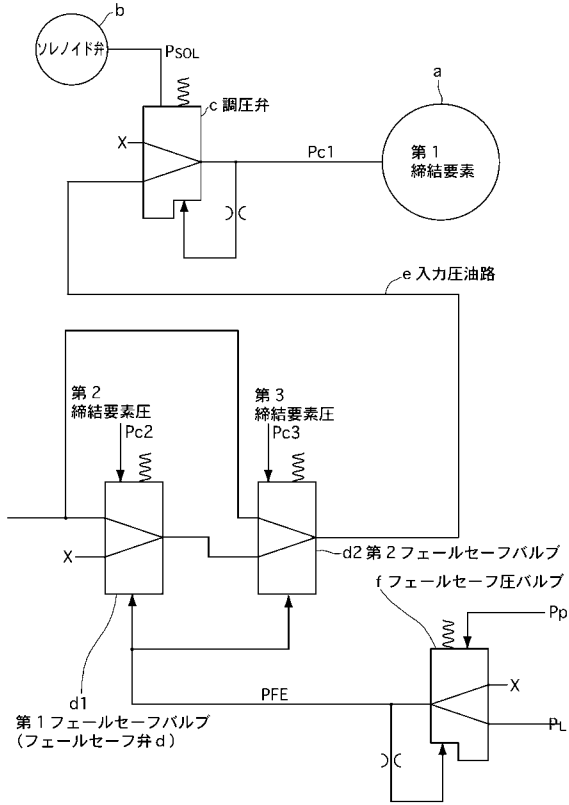 b
ソレノイド弁
PSOL
c 調圧弁
a
X
Pc1
第1
締結要素
e 入力圧油路
第2
締結要素圧
Pc2
第3
締結要素圧
Pc3
X
d2 第2フェールセーフバルブ
f フェールセーフ圧バルブ
Pp
d1
第1フェールセーフバルブ
(フェールセーフ弁d)
PFE
X
PL